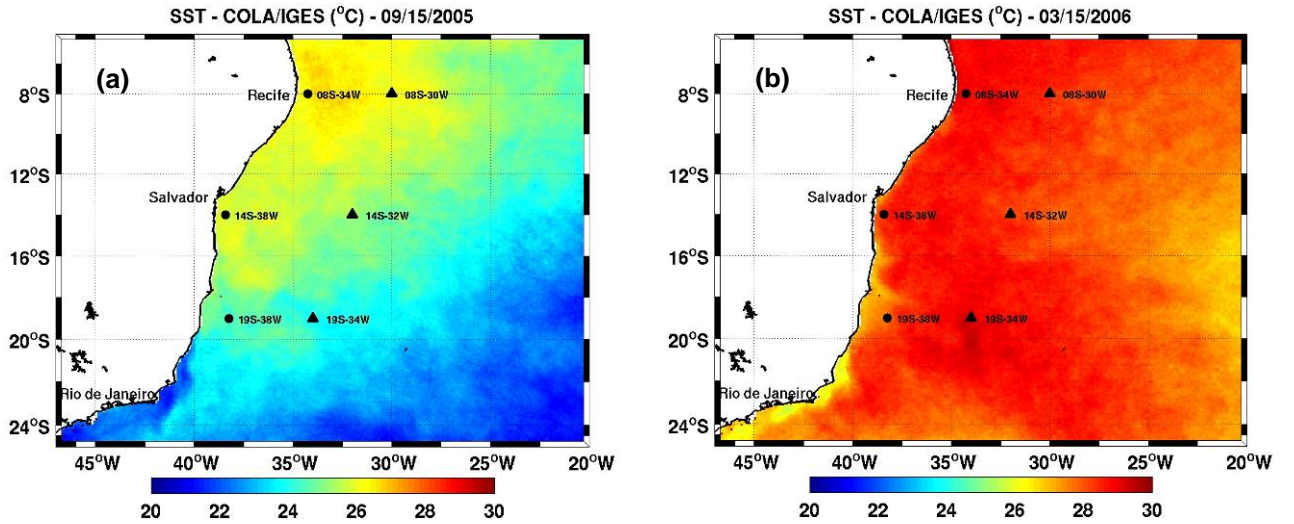 SST - COLA/IGES (°C) - 09/15/2005
(a)
8°S
12°S
16°S
20°S
24°S
Recife
08S-34W
08S-30W
Salvador
14S-38W
14S-32W
19S-38W
19S-34W
Rio de Janeiro
45°W 40°W 35°W 30°W 25°W 20°W
20 22 24 26 28 30
SST - COLA/IGES (°C) - 03/15/2006
(b)
8°S
12°S
16°S
20°S
24°S
Recife
08S-34W
08S-30W
Salvador
14S-38W
14S-32W
19S-38W
19S-34W
Rio de Janeiro
45°W 40°W 35°W 30°W 25°W 20°W
20 22 24 26 28 30